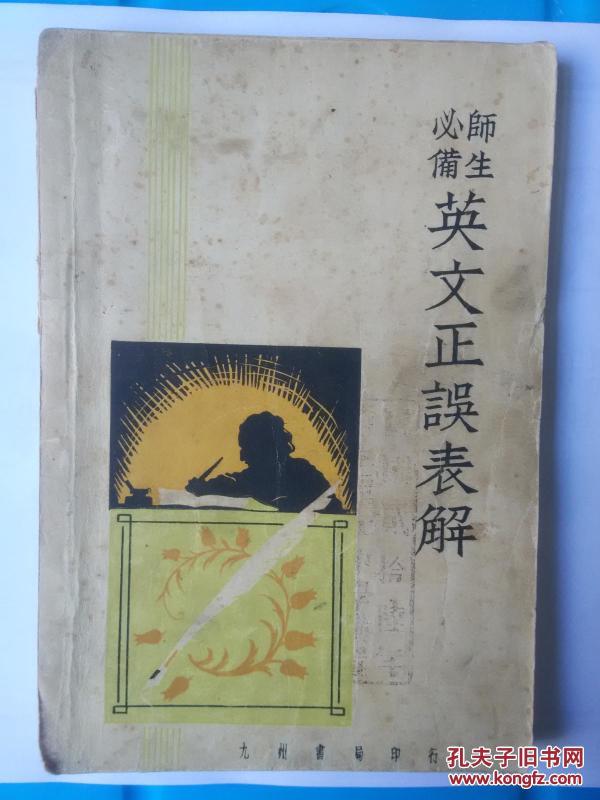 師生
必備
英文正誤表解
九州書局印行
孔夫子旧书网
www.kongfz.com